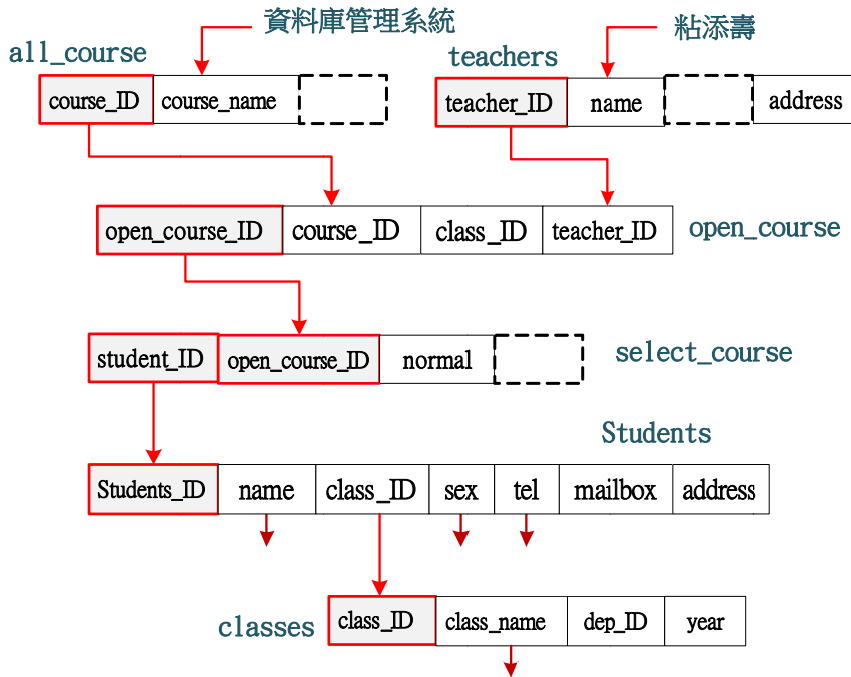 資料庫管理系統
粘添壽
all_course
teachers
course_ID course_name
teacher_ID name address
open_course_ID course_ID class_ID teacher_ID
open_course
student_ID open_course_ID normal
select_course
Students
Students_ID name class_ID sex tel mailbox address
classes
class_ID class_name dep_ID year